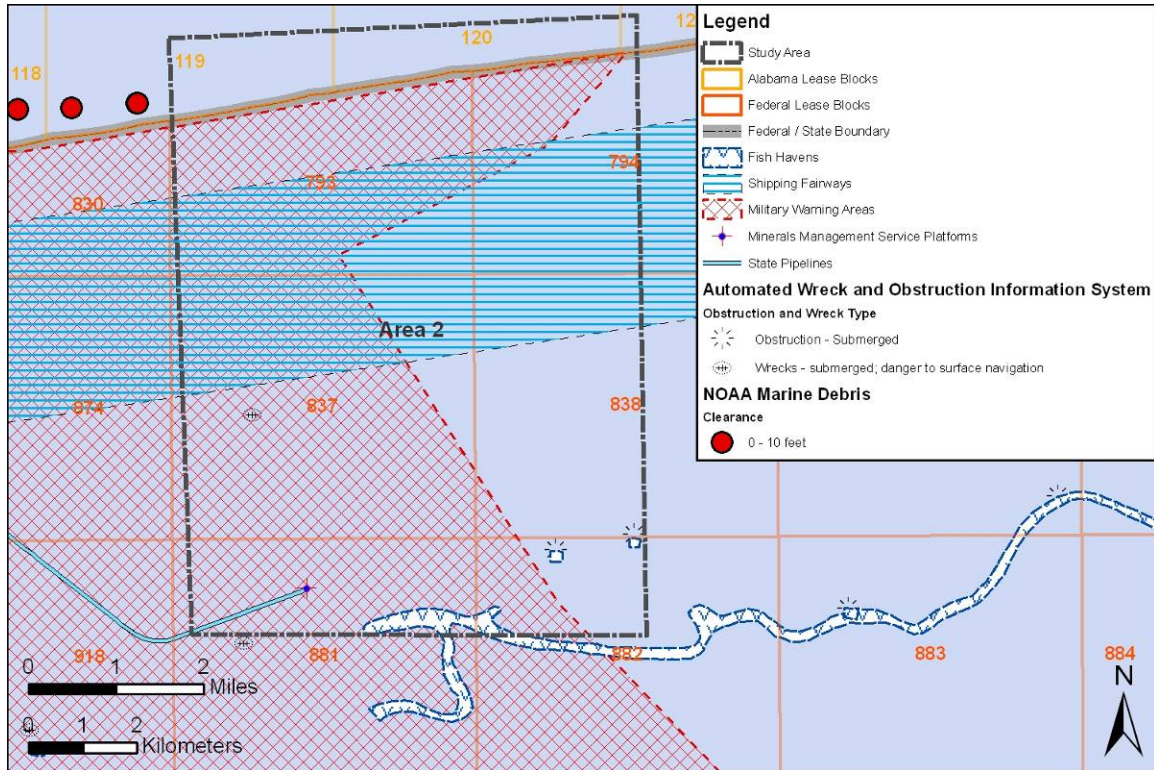 118
119
120
12
830
793
794
Area 2
874
837
838
918
881
882
883
884
0 1 2
Miles
0 1 2
Kilometers
N
Legend
Study Area
Alabama Lease Blocks
Federal Lease Blocks
Federal / State Boundary
Fish Havens
Shipping Fairways
Military Warning Areas
Minerals Management Service Platforms
State Pipelines
Automated Wreck and Obstruction Information System
Obstruction and Wreck Type
Obstruction - Submerged
Wrecks - submerged; danger to surface navigation
NOAA Marine Debris
Clearance
0 - 10 feet